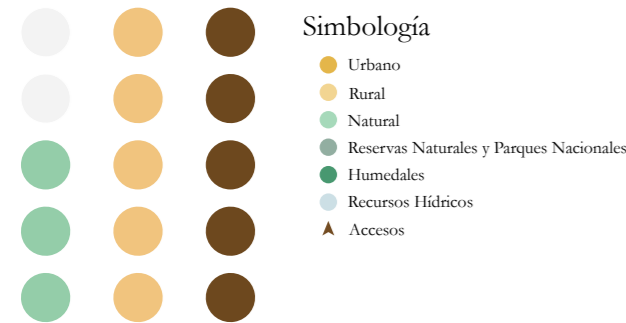 Simbología
Urbano
Rural
Natural
Reservas Naturales y Parques Nacionales
Humedales
Recursos Hídricos
Accesos